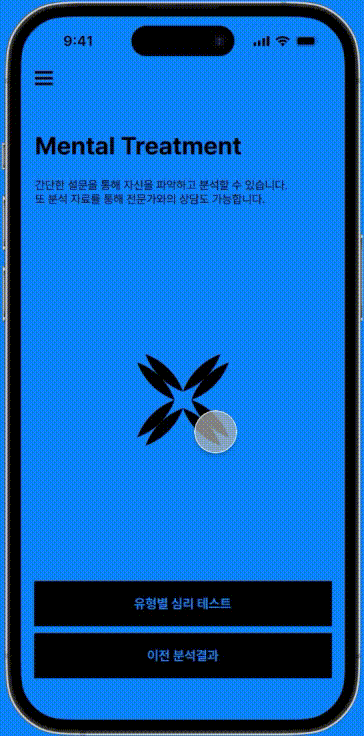 9:41
Mental Treatment
간단한 설문을 통해 자신을 파악하고 분석할 수 있습니다.
또 분석 자료를 통해 전문가와의 상담도 가능합니다.
유형별 심리 테스트
이전 분석결과